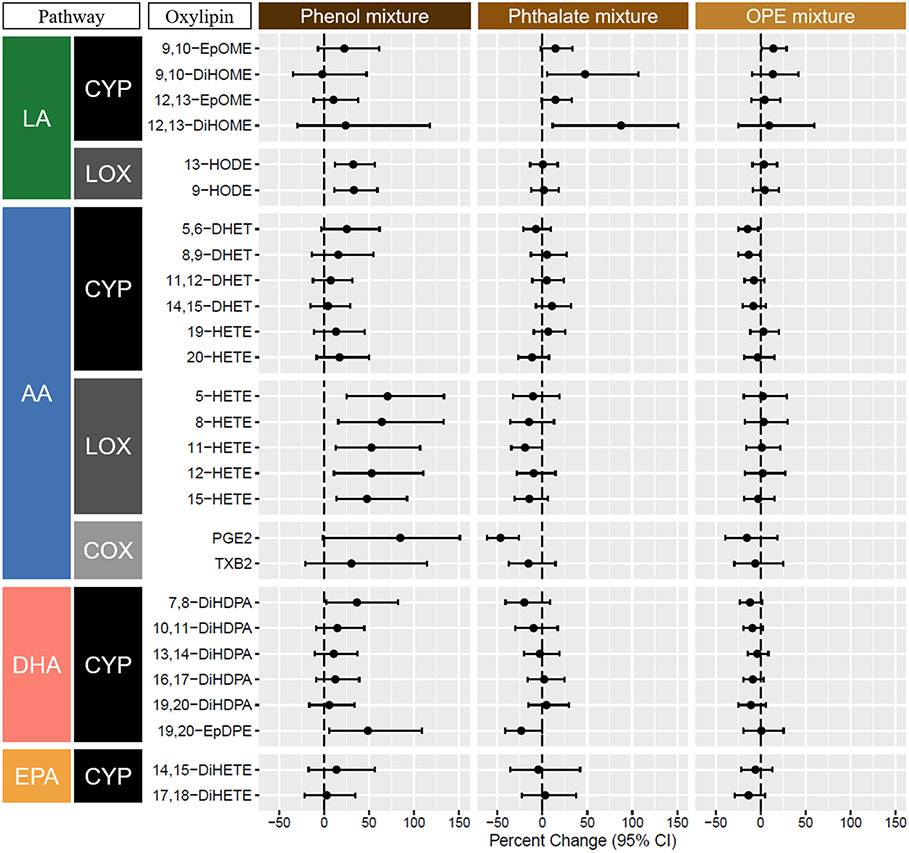 Pathway Oxylipin Phenol mixture Phthalate mixture OPE mixture
LA
CYP
9,10−EpOME
9,10−DiHOME
12,13−EpOME
12,13−DiHOME
LOX
13−HODE
9−HODE
AA
CYP
5,6−DHET
8,9−DHET
11,12−DHET
14,15−DHET
19−HETE
20−HETE
LOX
5−HETE
8−HETE
11−HETE
12−HETE
15−HETE
COX
PGE2
TXB2
DHA
CYP
7,8−DiHDPA
10,11−DiHDPA
13,14−DiHDPA
16,17−DiHDPA
19,20−DiHDPA
19,20−EpDPE
EPA
CYP
14,15−DiHETE
17,18−DiHETE
−50 0 50 100 150 −50 0 50 100 150 −50 0 50 100 150
Percent Change (95% CI)